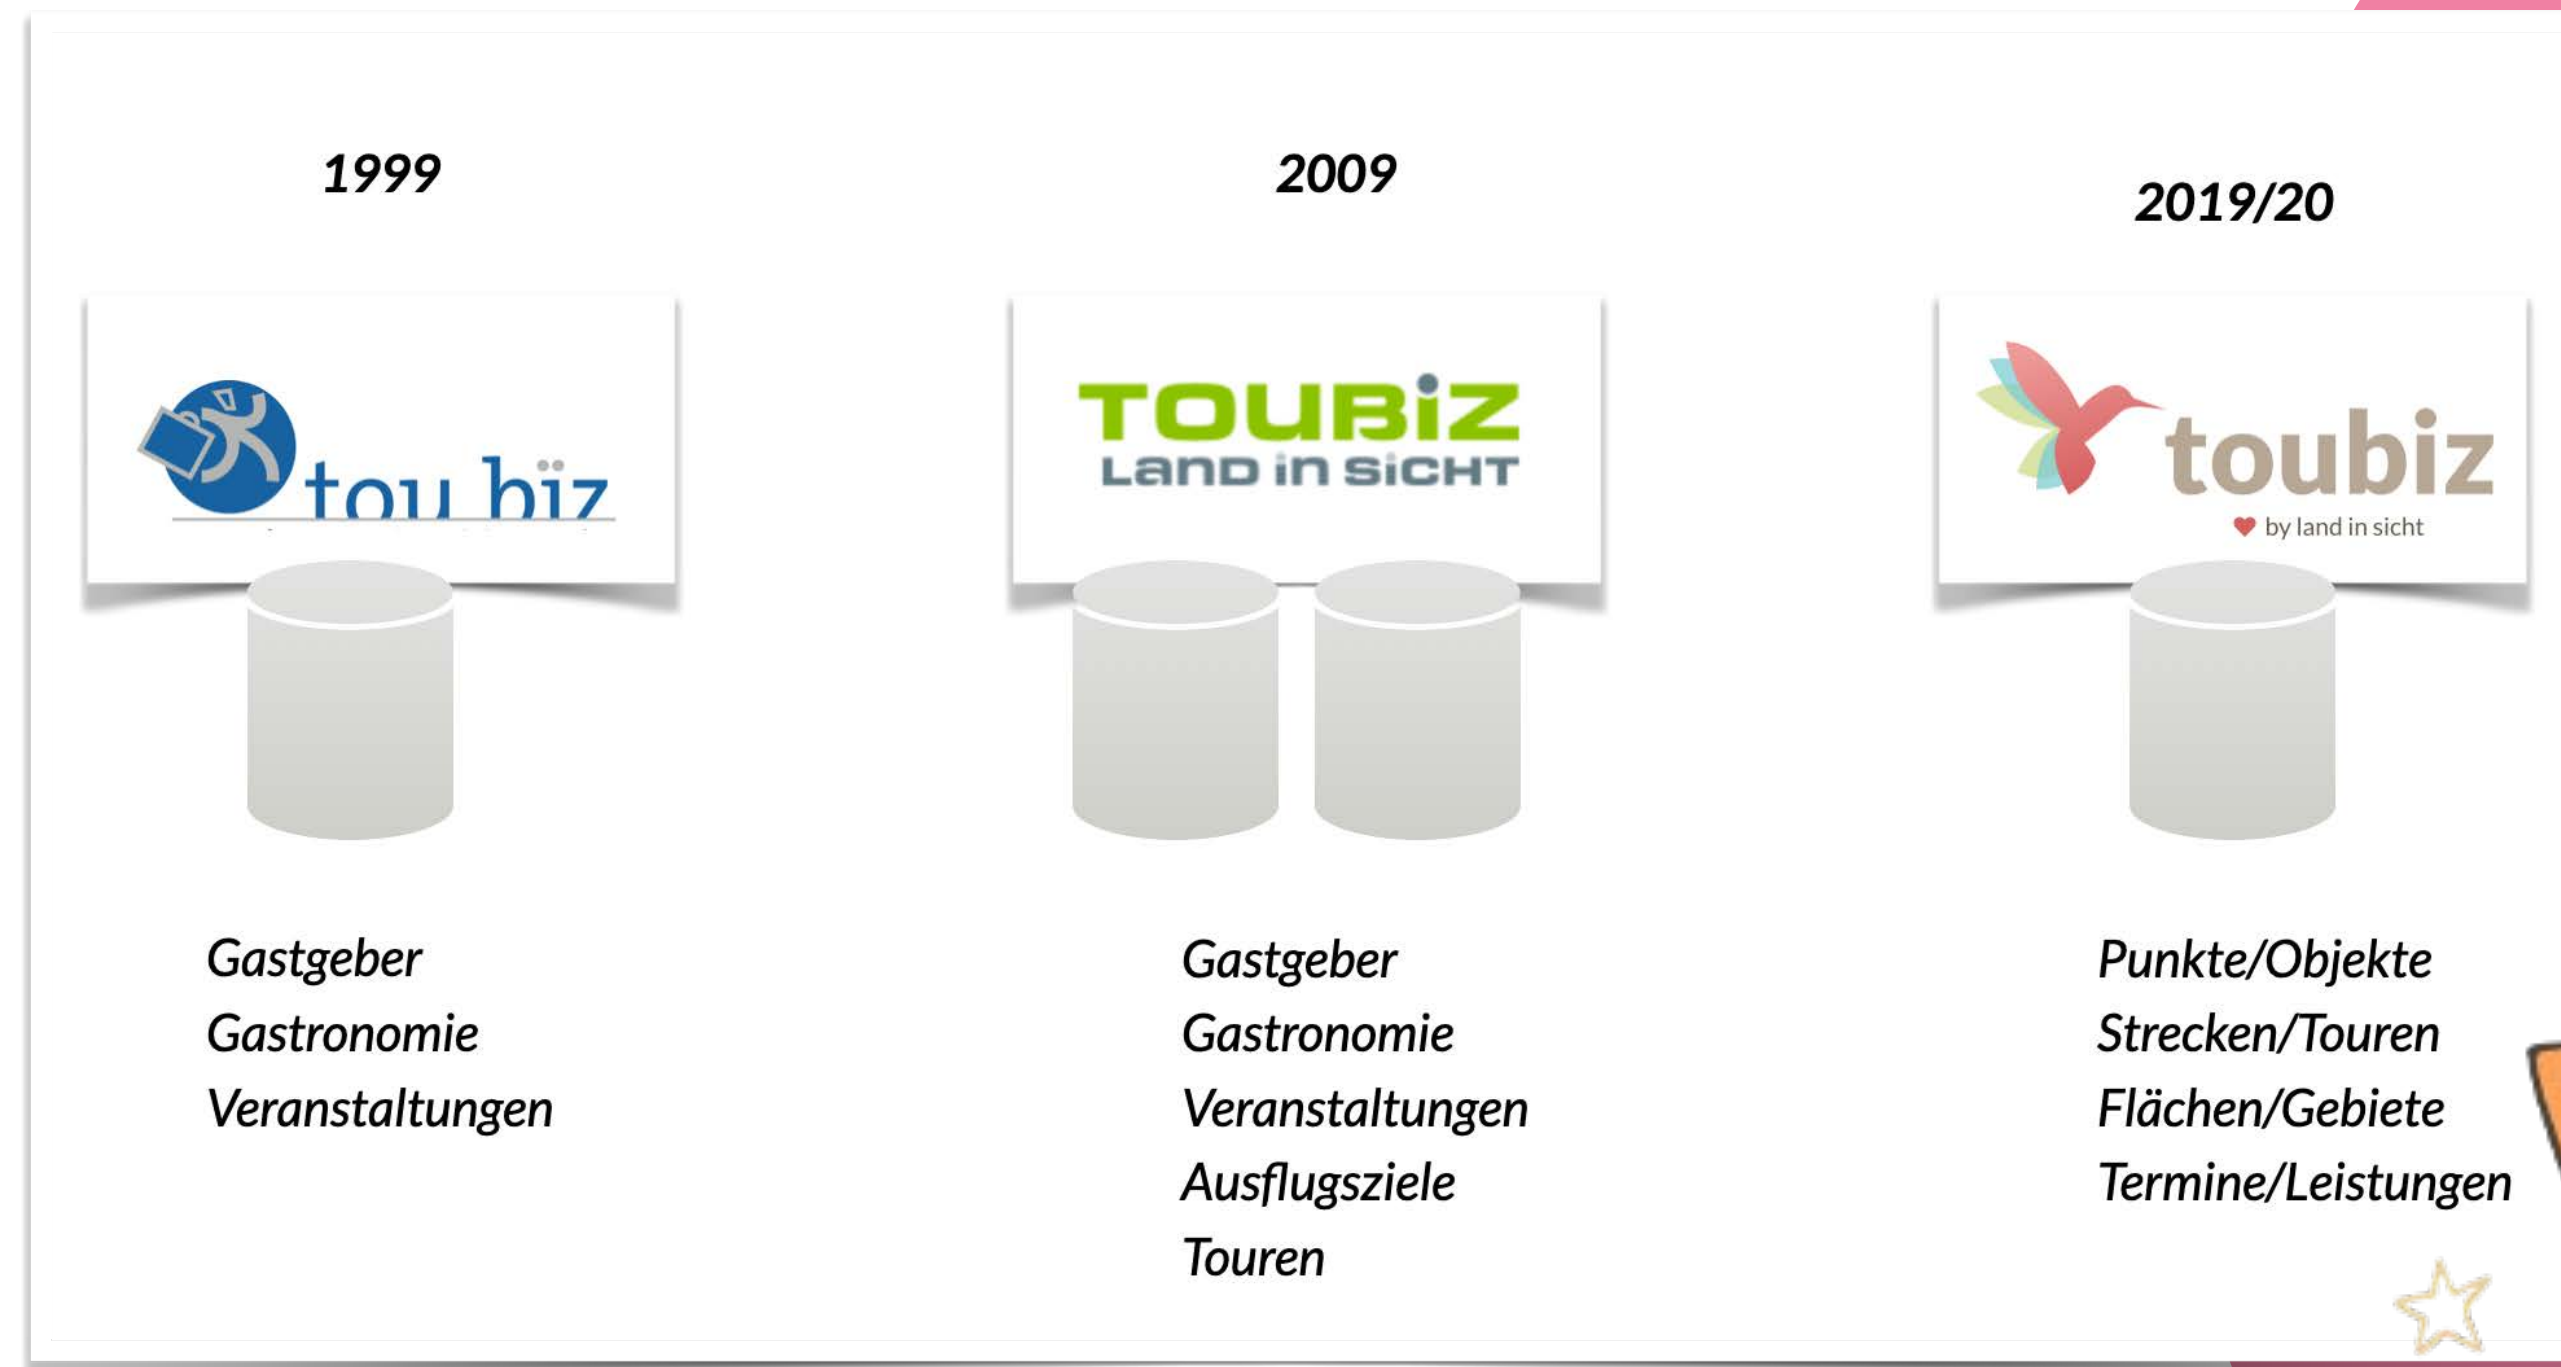 1999
tou biz
Gastgeber
Gastronomie
Veranstaltungen
2009
TOUBiZ
Land in Sicht
Gastgeber
Gastronomie
Veranstaltungen
Ausflugsziele
Touren
2019/20
toubiz
by land in sicht
Punkte/Objekte
Strecken/Touren
Flächen/Gebiete
Termine/Leistungen